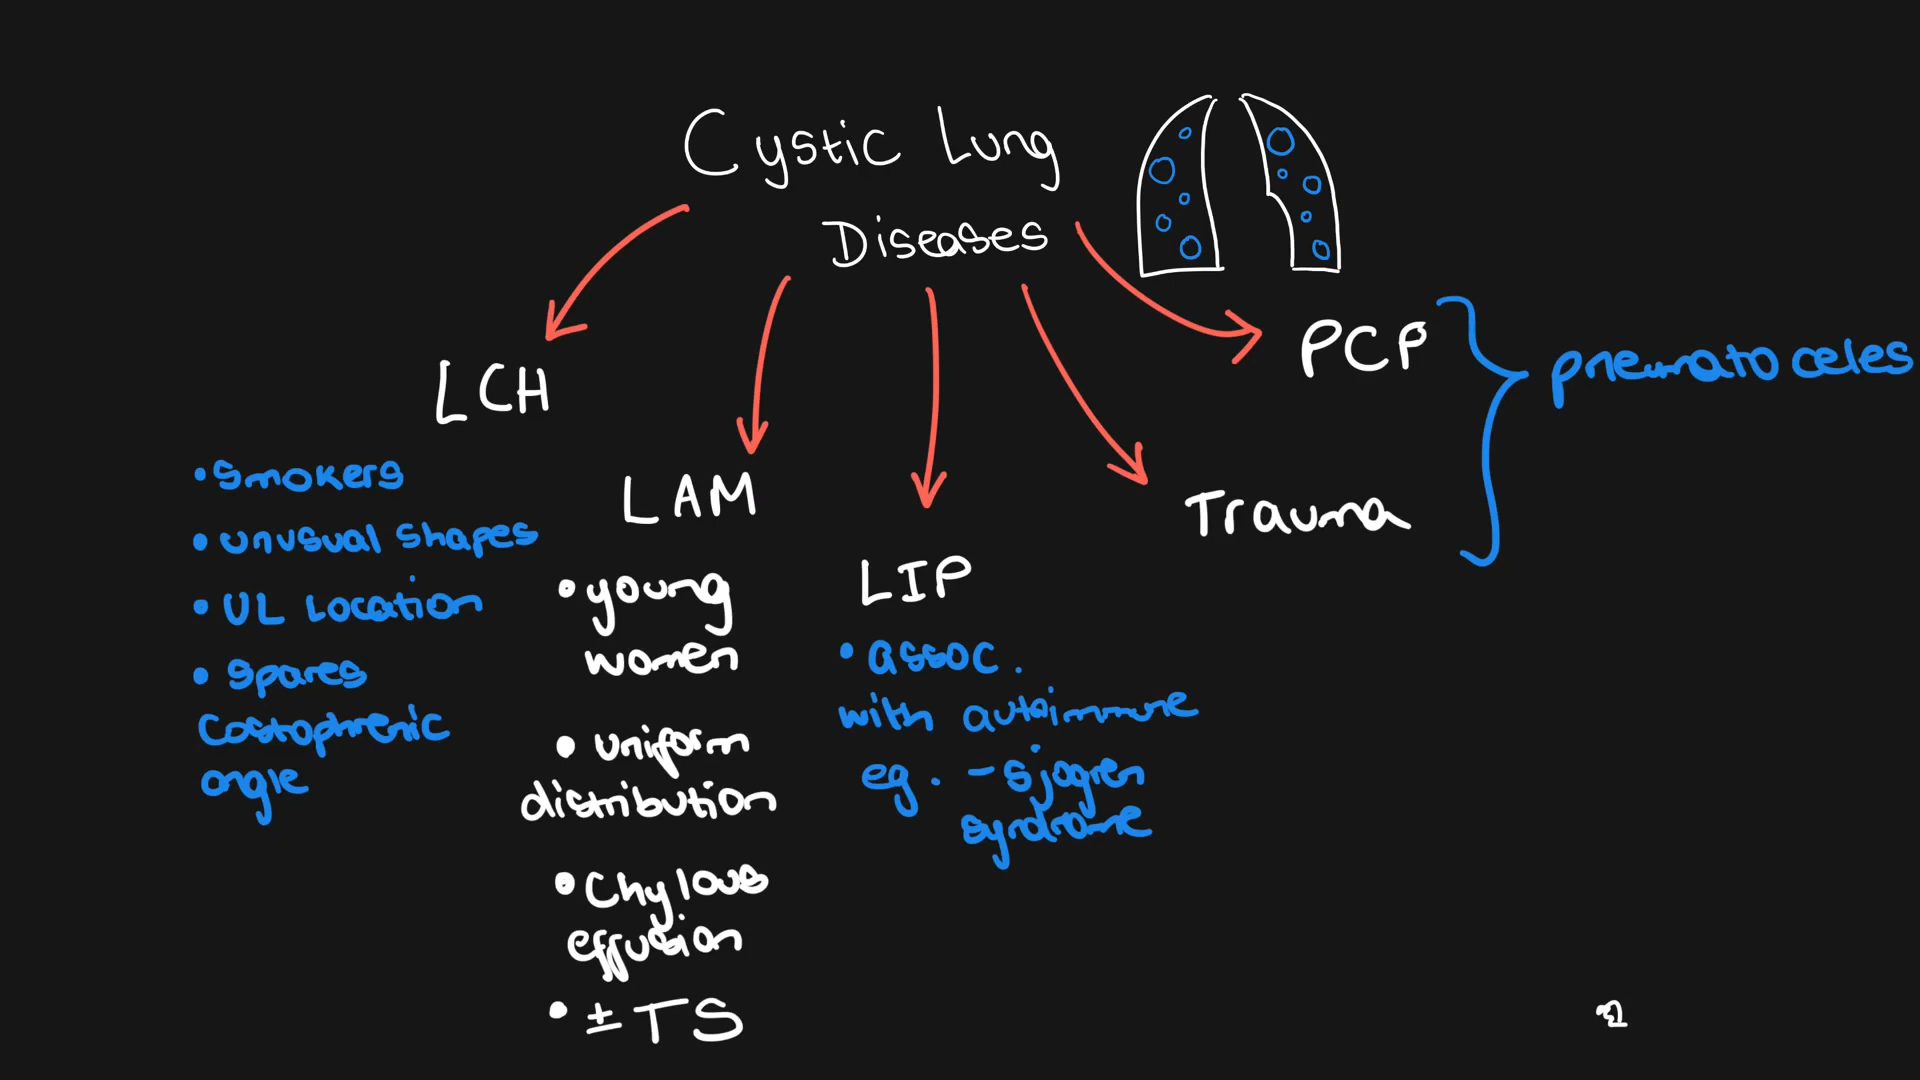 Cystic Lung
Diseases
LCH
• Smokers
• unusual shapes
• UL Location
• Spares
Costophrenic
angle
LAM
• young
women
• uniform
distribution
• Chylous
effusion
• ± TS
LIP
• assoc.
with autoimmune
eg. - Sjogren
syndrome
Trauma
PCP
pneumatoceles